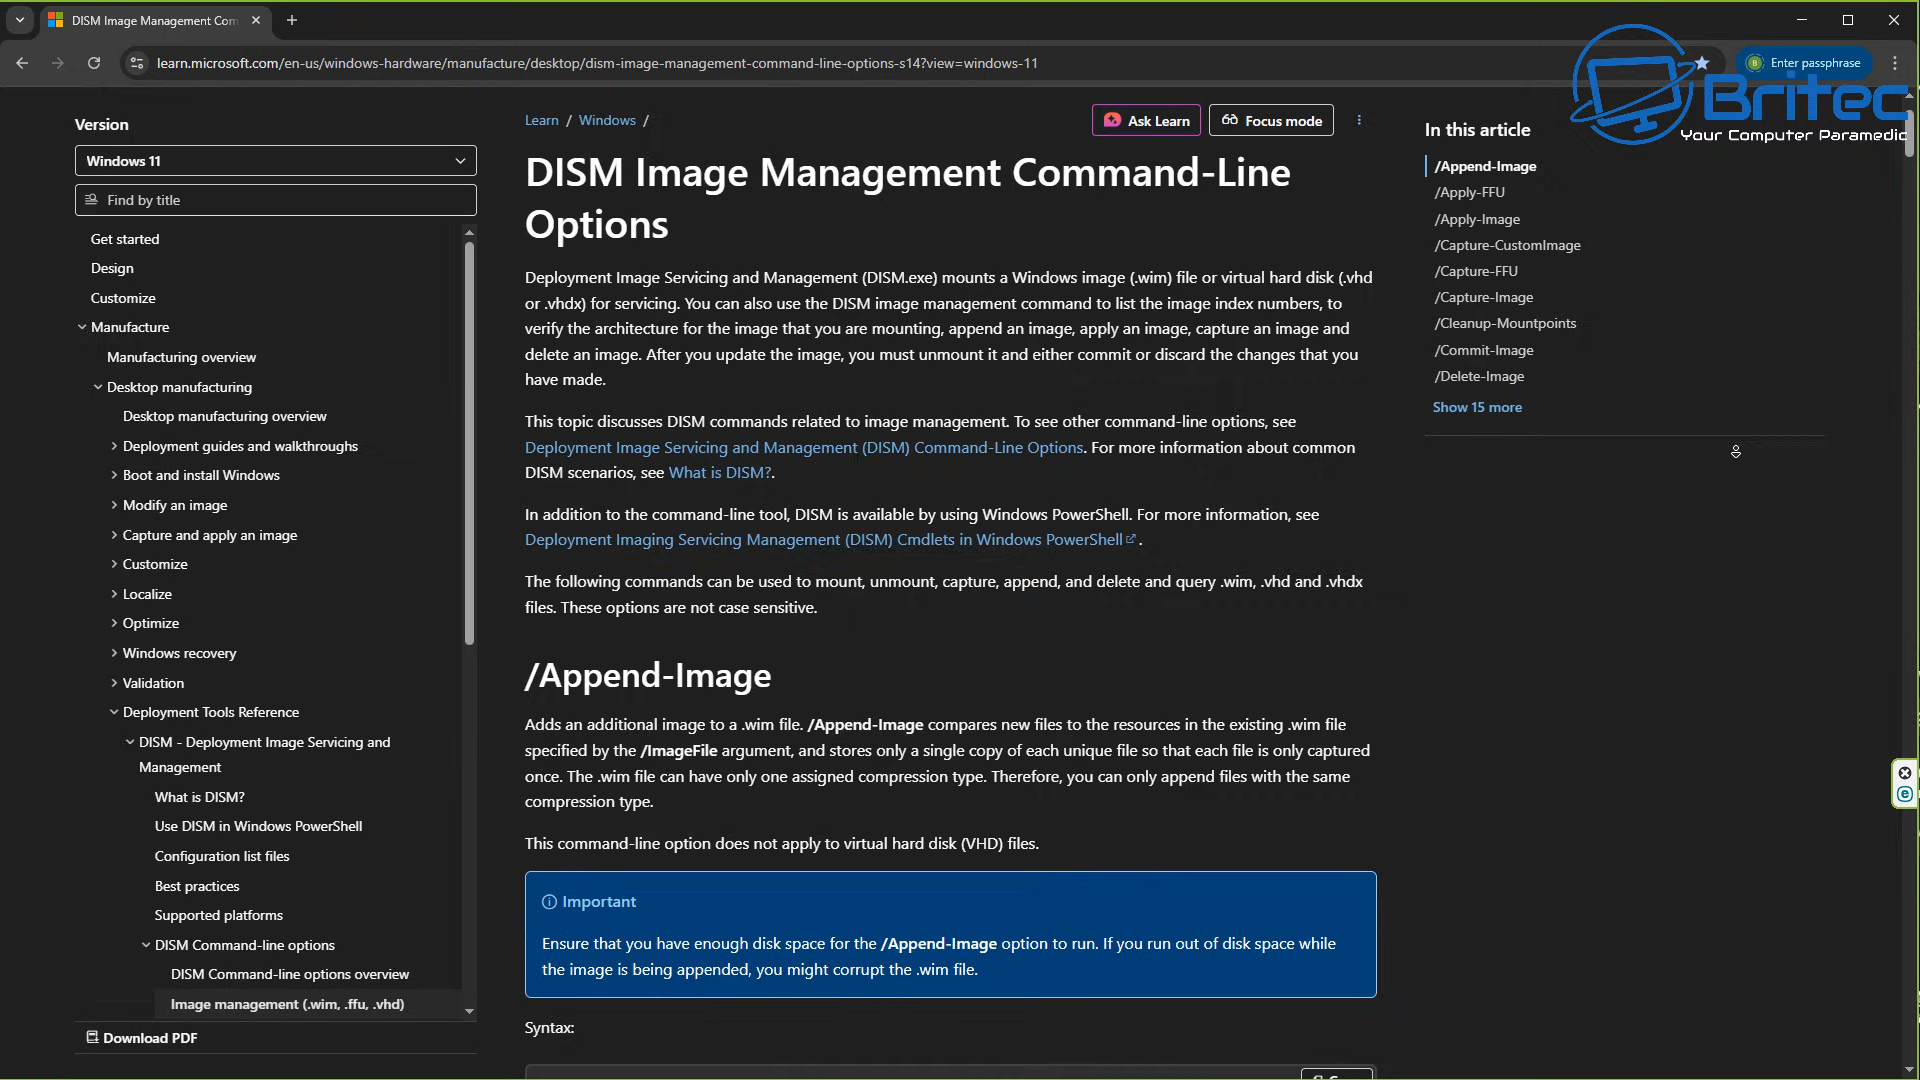 DISM Image Management Com
learn.microsoft.com/en-us/windows-hardware/manufacture/desktop/dism-image-management-command-line-options-s14?view=windows-11
Enter passphrase
Britec
Your Computer Paramedic
Version
Windows 11
Find by title
Get started
Design
Customize
Manufacture
Manufacturing overview
Desktop manufacturing
Desktop manufacturing overview
Deployment guides and walkthroughs
Boot and install Windows
Modify an image
Capture and apply an image
Customize
Localize
Optimize
Windows recovery
Validation
Deployment Tools Reference
DISM - Deployment Image Servicing and
Management
What is DISM?
Use DISM in Windows PowerShell
Configuration list files
Best practices
Supported platforms
DISM Command-line options
DISM Command-line options overview
Image management (.wim, .ffu, .vhd)
Download PDF
Learn / Windows /
Ask Learn
Focus mode
DISM Image Management Command-Line
Options
Deployment Image Servicing and Management (DISM.exe) mounts a Windows image (.wim) file or virtual hard disk (.vhd
or .vhdx) for servicing. You can also use the DISM image management command to list the image index numbers, to
verify the architecture for the image that you are mounting, append an image, apply an image, capture an image and
delete an image. After you update the image, you must unmount it and either commit or discard the changes that you
have made.
This topic discusses DISM commands related to image management. To see other command-line options, see
Deployment Image Servicing and Management (DISM) Command-Line Options. For more information about common
DISM scenarios, see What is DISM?.
In addition to the command-line tool, DISM is available by using Windows PowerShell. For more information, see
Deployment Imaging Servicing Management (DISM) Cmdlets in Windows PowerShell .
The following commands can be used to mount, unmount, capture, append, and delete and query .wim, .vhd and .vhdx
files. These options are not case sensitive.
/Append-Image
Adds an additional image to a .wim file. /Append-Image compares new files to the resources in the existing .wim file
specified by the /ImageFile argument, and stores only a single copy of each unique file so that each file is only captured
once. The .wim file can have only one assigned compression type. Therefore, you can only append files with the same
compression type.
This command-line option does not apply to virtual hard disk (VHD) files.
Important
Ensure that you have enough disk space for the /Append-Image option to run. If you run out of disk space while
the image is being appended, you might corrupt the .wim file.
Syntax:
In this article
/Append-Image
/Apply-FFU
/Apply-Image
/Capture-CustomImage
/Capture-FFU
/Capture-Image
/Cleanup-Mountpoints
/Commit-Image
/Delete-Image
Show 15 more